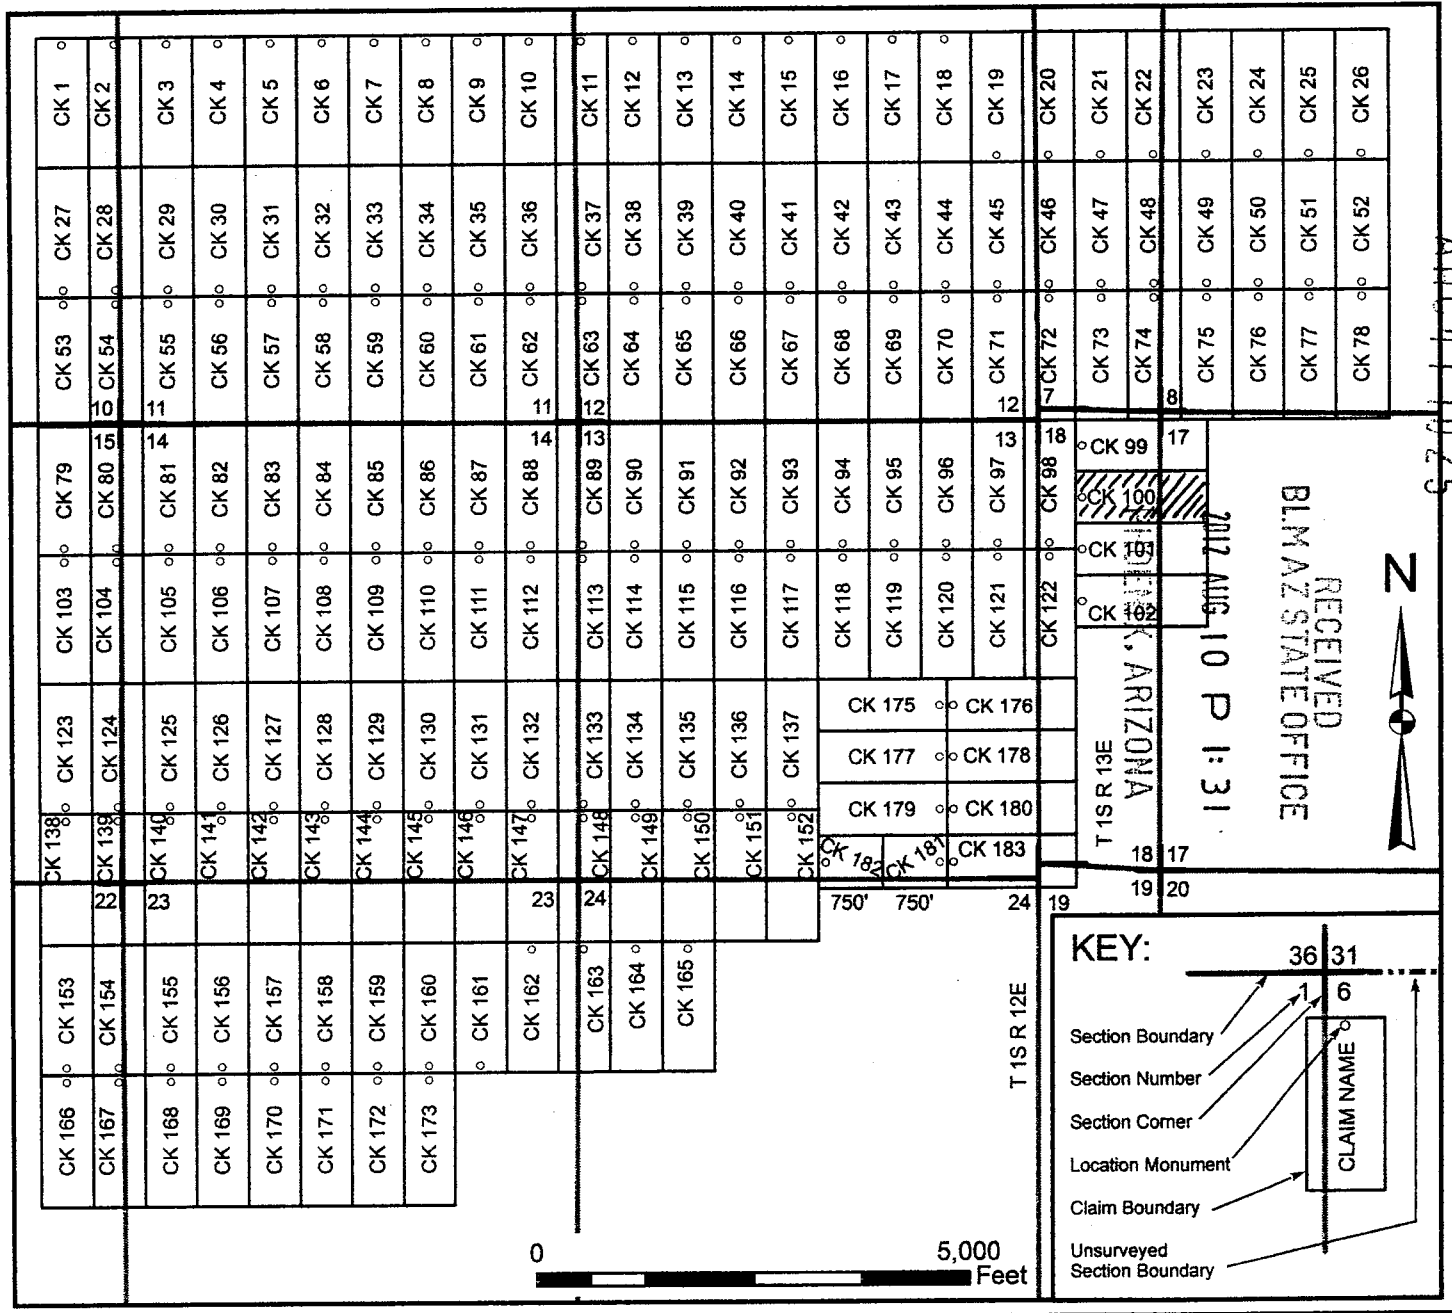 CK 1 CK 2 CK 3 CK 4 CK 5 CK 6 CK 7 CK 8 CK 9 CK 10 CK 11 CK 12 CK 13 CK 14 CK 15 CK 16 CK 17 CK 18 CK 19 CK 20 CK 21 CK 22 CK 23 CK 24 CK 25 CK 26
CK 27 CK 28 CK 29 CK 30 CK 31 CK 32 CK 33 CK 34 CK 35 CK 36 CK 37 CK 38 CK 39 CK 40 CK 41 CK 42 CK 43 CK 44 CK 45 CK 46 CK 47 CK 48 CK 49 CK 50 CK 51 CK 52
CK 53 CK 54 CK 55 CK 56 CK 57 CK 58 CK 59 CK 60 CK 61 CK 62 CK 63 CK 64 CK 65 CK 66 CK 67 CK 68 CK 69 CK 70 CK 71 CK 72 CK 73 CK 74 CK 75 CK 76 CK 77 CK 78
10 11 11 12 12 7 8
15 14 14 13 13 18 17
CK 79 CK 80 CK 81 CK 82 CK 83 CK 84 CK 85 CK 86 CK 87 CK 88 CK 89 CK 90 CK 91 CK 92 CK 93 CK 94 CK 95 CK 96 CK 97 CK 98
CK 99
CK 100
CK 101
CK 102
CK 103 CK 104 CK 105 CK 106 CK 107 CK 108 CK 109 CK 110 CK 111 CK 112 CK 113 CK 114 CK 115 CK 116 CK 117 CK 118 CK 119 CK 120 CK 121 CK 122
CK 123 CK 124 CK 125 CK 126 CK 127 CK 128 CK 129 CK 130 CK 131 CK 132 CK 133 CK 134 CK 135 CK 136 CK 137
CK 175 CK 176
CK 177 CK 178
CK 179 CK 180
CK 182 CK 181 CK 183
CK 138 CK 139 CK 140 CK 141 CK 142 CK 143 CK 144 CK 145 CK 146 CK 147 CK 148 CK 149 CK 150 CK 151 CK 152
18 17
22 23 23 24 750' 750' 24 19 19 20
CK 153 CK 154 CK 155 CK 156 CK 157 CK 158 CK 159 CK 160 CK 161 CK 162 CK 163 CK 164 CK 165
CK 166 CK 167 CK 168 CK 169 CK 170 CK 171 CK 172 CK 173
T 1S R 13E
T 1S R 12E
RECEIVED
BLM AZ STATE OFFICE
2012 AUG 10 P 1:31
ARIZONA
N
KEY:
36 31
1 6
Section Boundary
Section Number
Section Corner
Location Monument
Claim Boundary
Unsurveyed
Section Boundary
CLAIM NAME
0 5,000
Feet